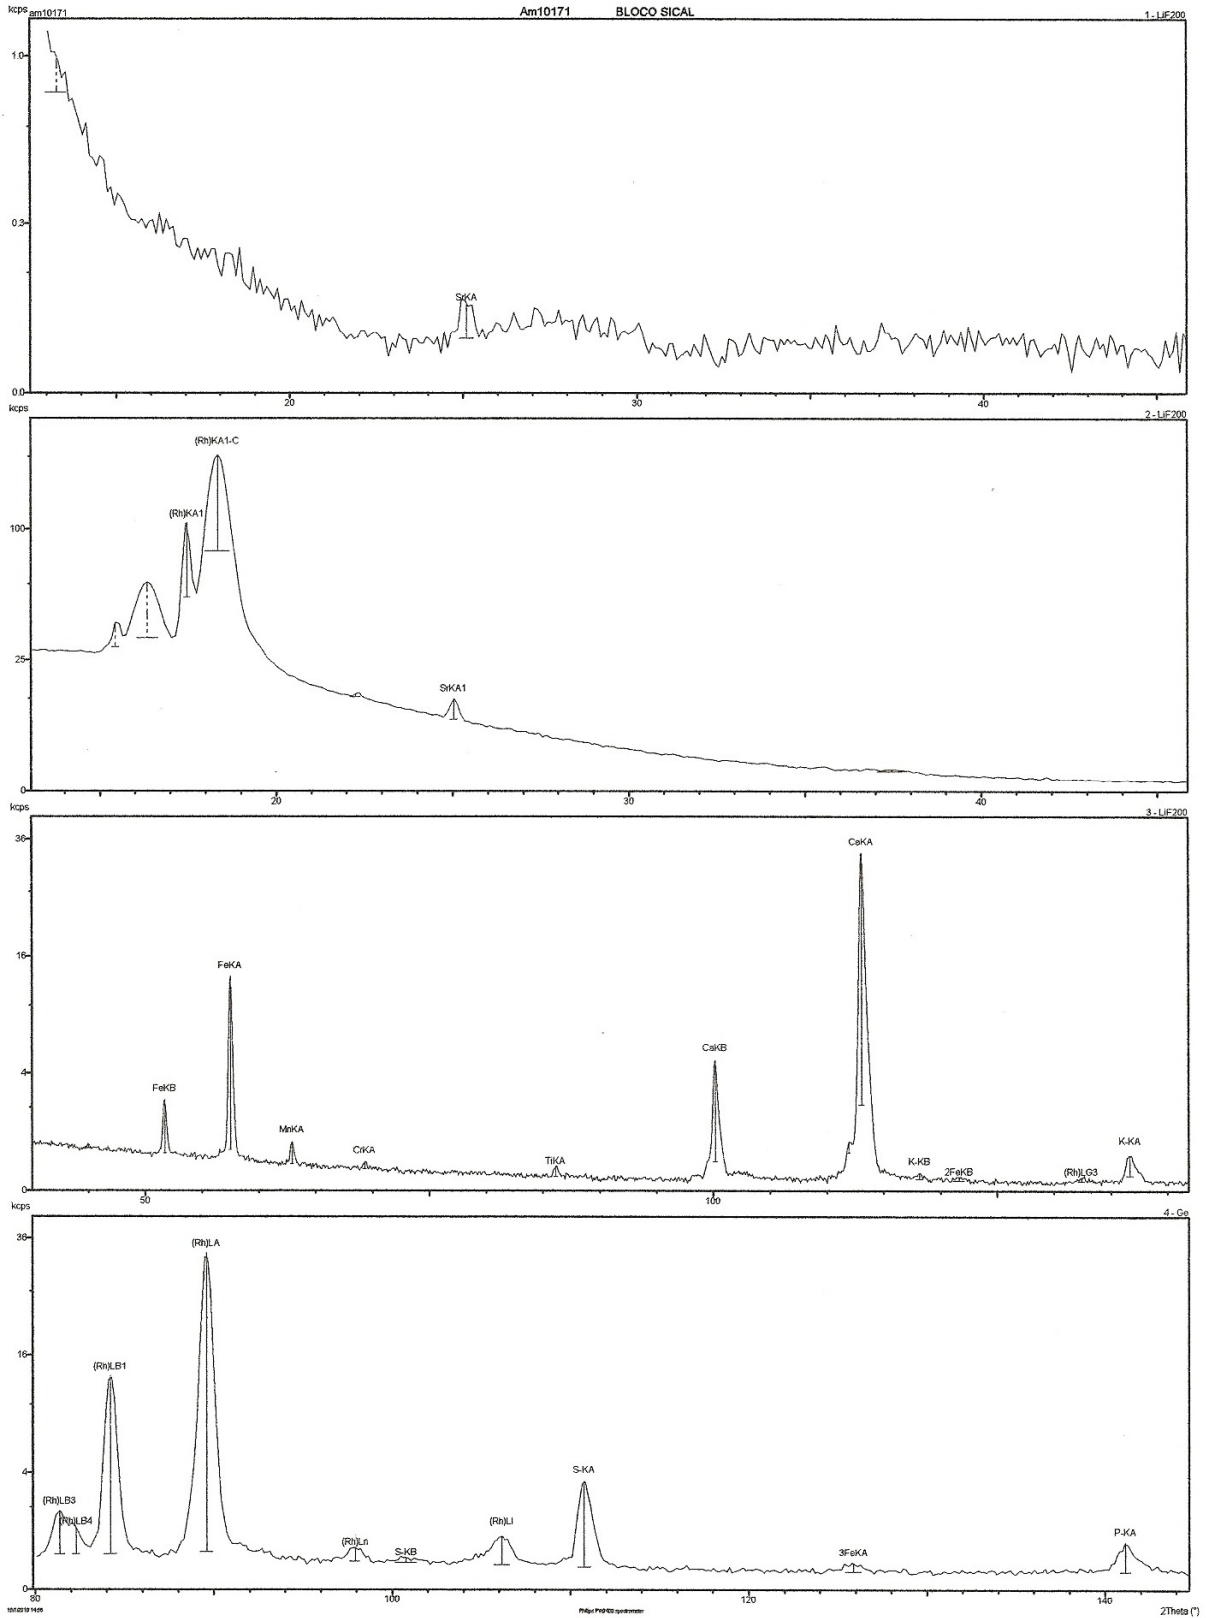 kcps am10171 Am10171 BLOCO SICAL 1 - LiF200
1.0
0.3
SrKA
0.0
20 30 40
kcps 2 - LiF200
(Rh)KA1-C
(Rh)KA1
100
25
SrKA1
0
20 30 40
kcps 3 - LiF200
36
CaKA
16
FeKA
CaKB
4
FeKB
MnKA
CrKA
TiKA
K-KB
2FeKB
(Rh)LG3
K-KA
0
50 100
kcps 4 - Ge
36
(Rh)LA
16
(Rh)LB1
4
S-KA
(Rh)LB3
(Rh)LB4
(Rh)Ln
S-KB
(Rh)Ll
3FeKA
P-KA
0
80 100 120 140
2Theta (°)